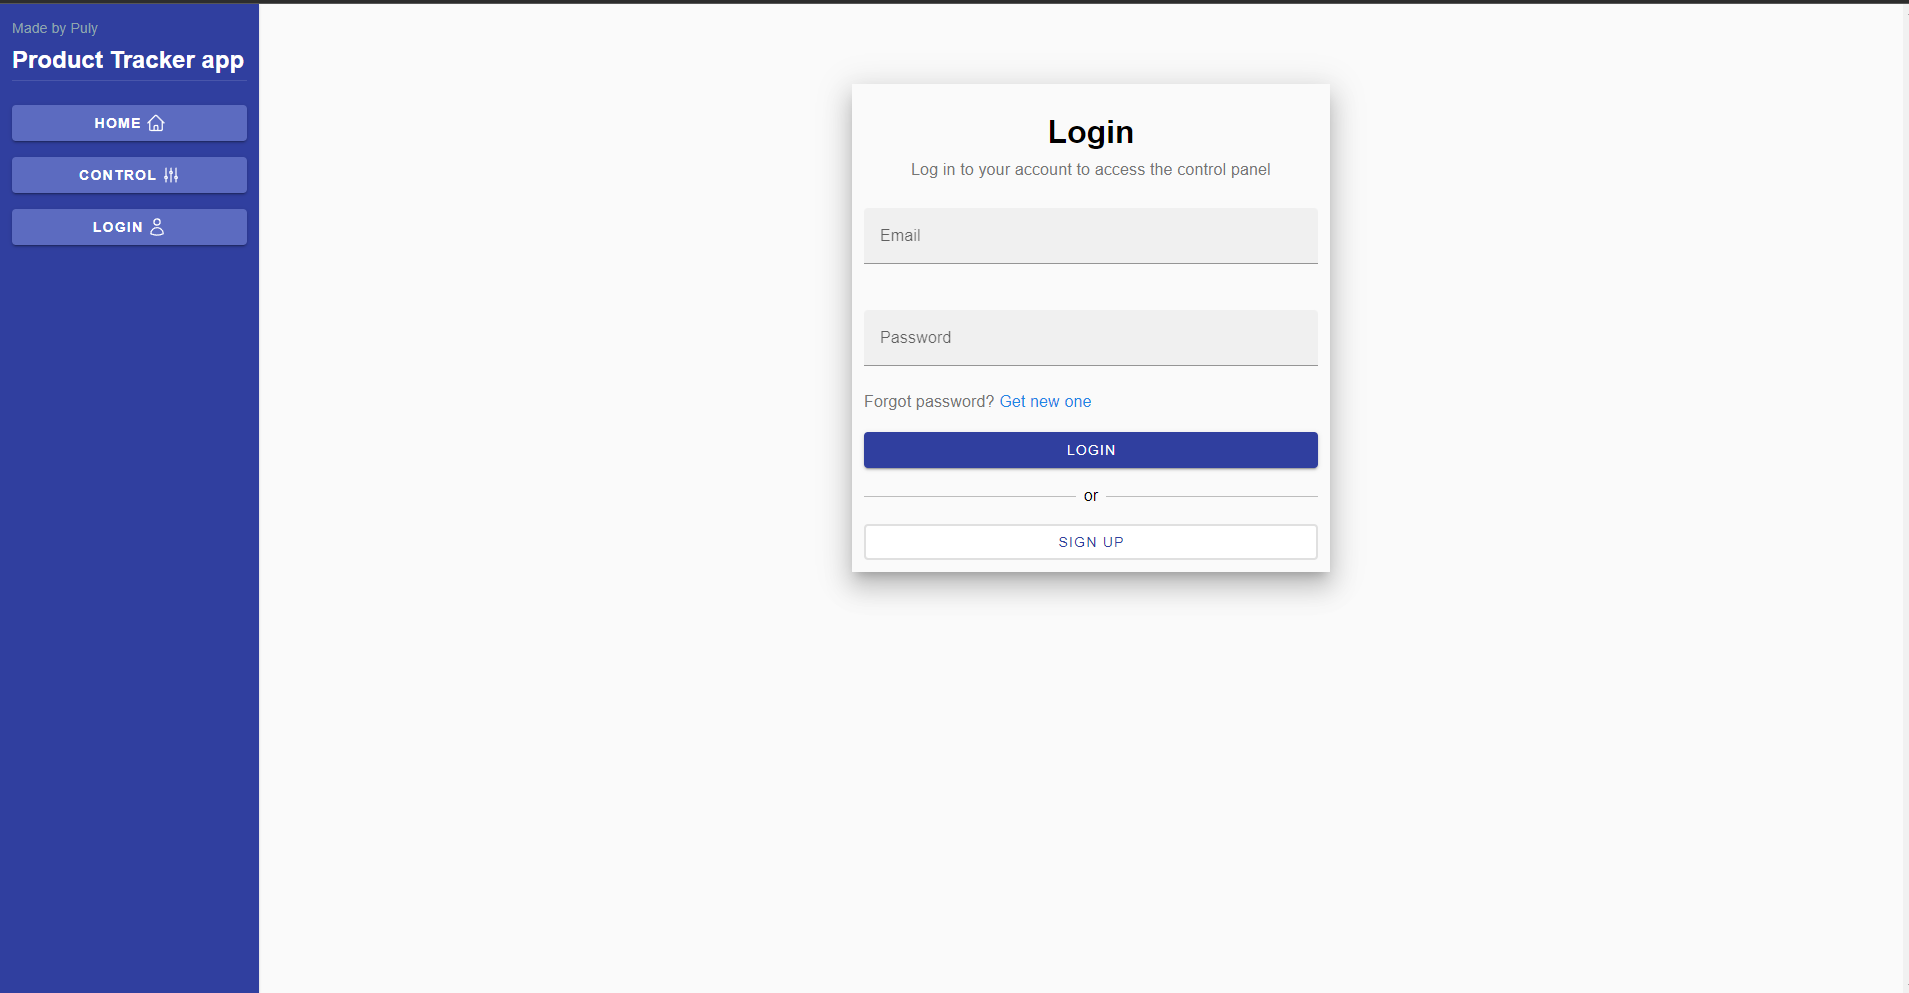 Made by Puly
Product Tracker app
HOME
CONTROL
LOGIN
Login
Log in to your account to access the control panel
Email
Password
Forgot password? Get new one
LOGIN
or
SIGN UP